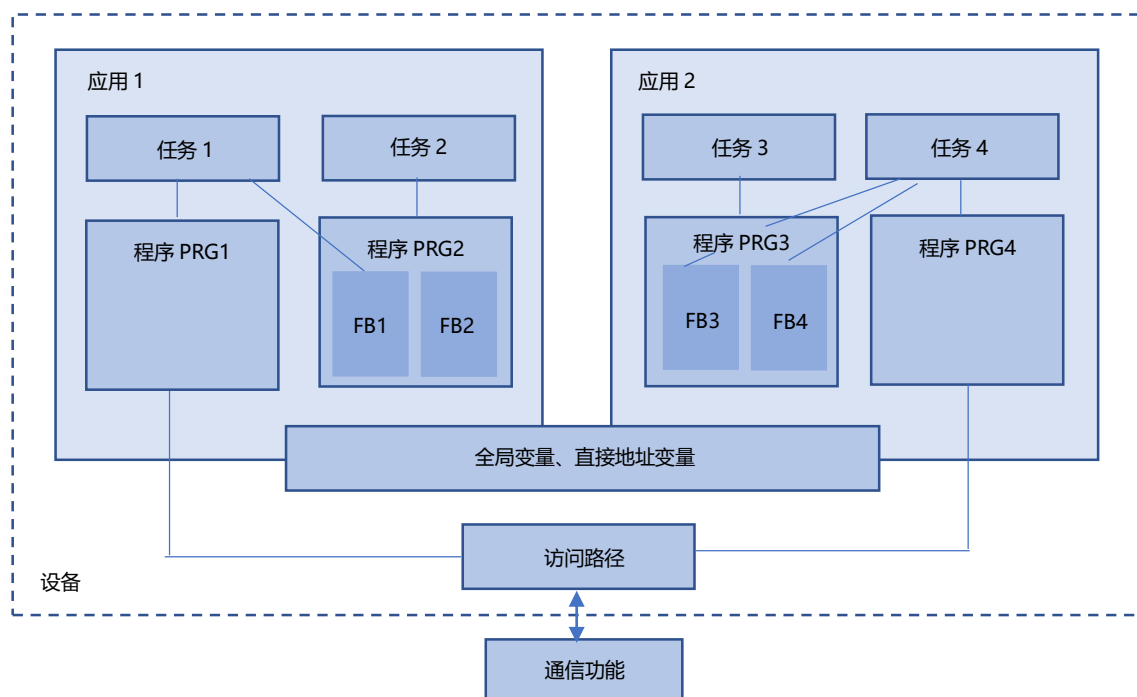 应用 1
应用 2
任务 1
任务 2
任务 3
任务 4
程序 PRG1
程序 PRG2
程序 PRG3
程序 PRG4
FB1
FB2
FB3
FB4
全局变量、直接地址变量
访问路径
设备
通信功能